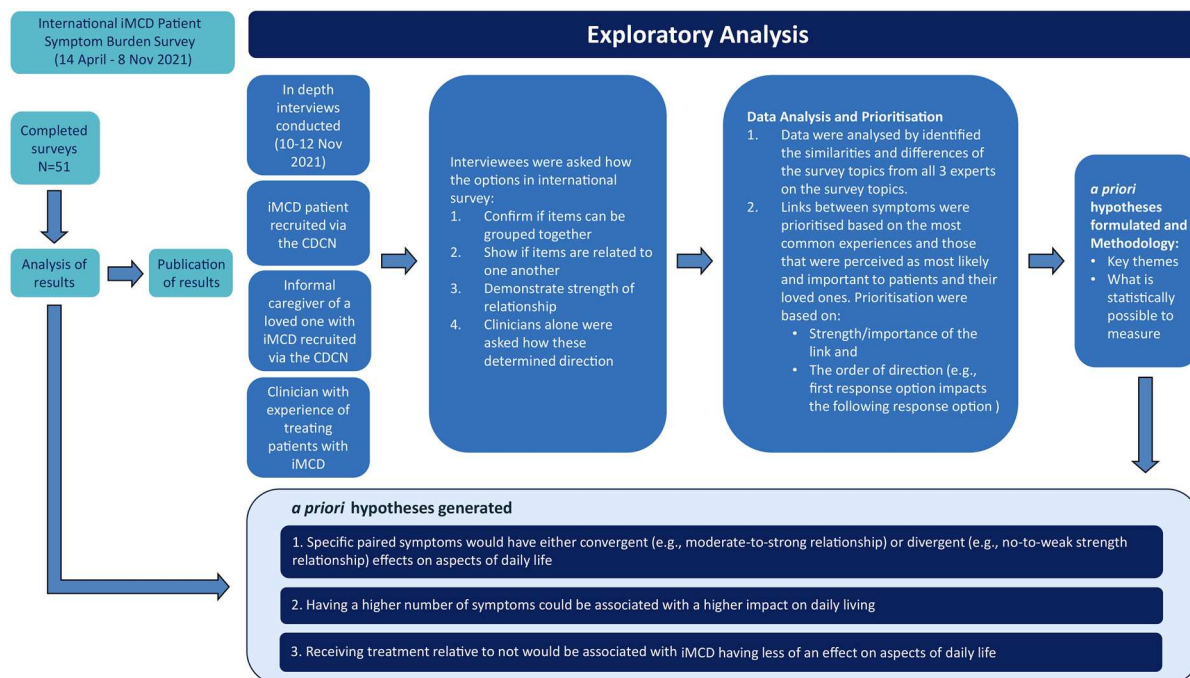 International iMCD Patient
Symptom Burden Survey
(14 April - 8 Nov 2021)
Exploratory Analysis
Completed
surveys
N=51
Analysis of
results
Publication
of results
In depth
interviews
conducted
(10-12 Nov
2021)
iMCD patient
recruited via
the CDCN
Informal
caregiver of a
loved one with
iMCD recruited
via the CDCN
Clinician with
experience of
treating
patients with
iMCD
Interviewees were asked how
the options in international
survey:
1. Confirm if items can be
grouped together
2. Show if items are related to
one another
3. Demonstrate strength of
relationship
4. Clinicians alone were
asked how these
determined direction
Data Analysis and Prioritisation
1. Data were analysed by identified
the similarities and differences of
the survey topics from all 3 experts
on the survey topics.
2. Links between symptoms were
prioritised based on the most
common experiences and those
that were perceived as most likely
and important to patients and their
loved ones. Prioritisation were
based on:
• Strength/importance of the
link and
• The order of direction (e.g.,
first response option impacts
the following response option )
a priori
hypotheses
formulated and
Methodology:
• Key themes
• What is
statistically
possible to
measure
a priori hypotheses generated
1. Specific paired symptoms would have either convergent (e.g., moderate-to-strong relationship) or divergent (e.g., no-to-weak strength
relationship) effects on aspects of daily life
2. Having a higher number of symptoms could be associated with a higher impact on daily living
3. Receiving treatment relative to not would be associated with iMCD having less of an effect on aspects of daily life